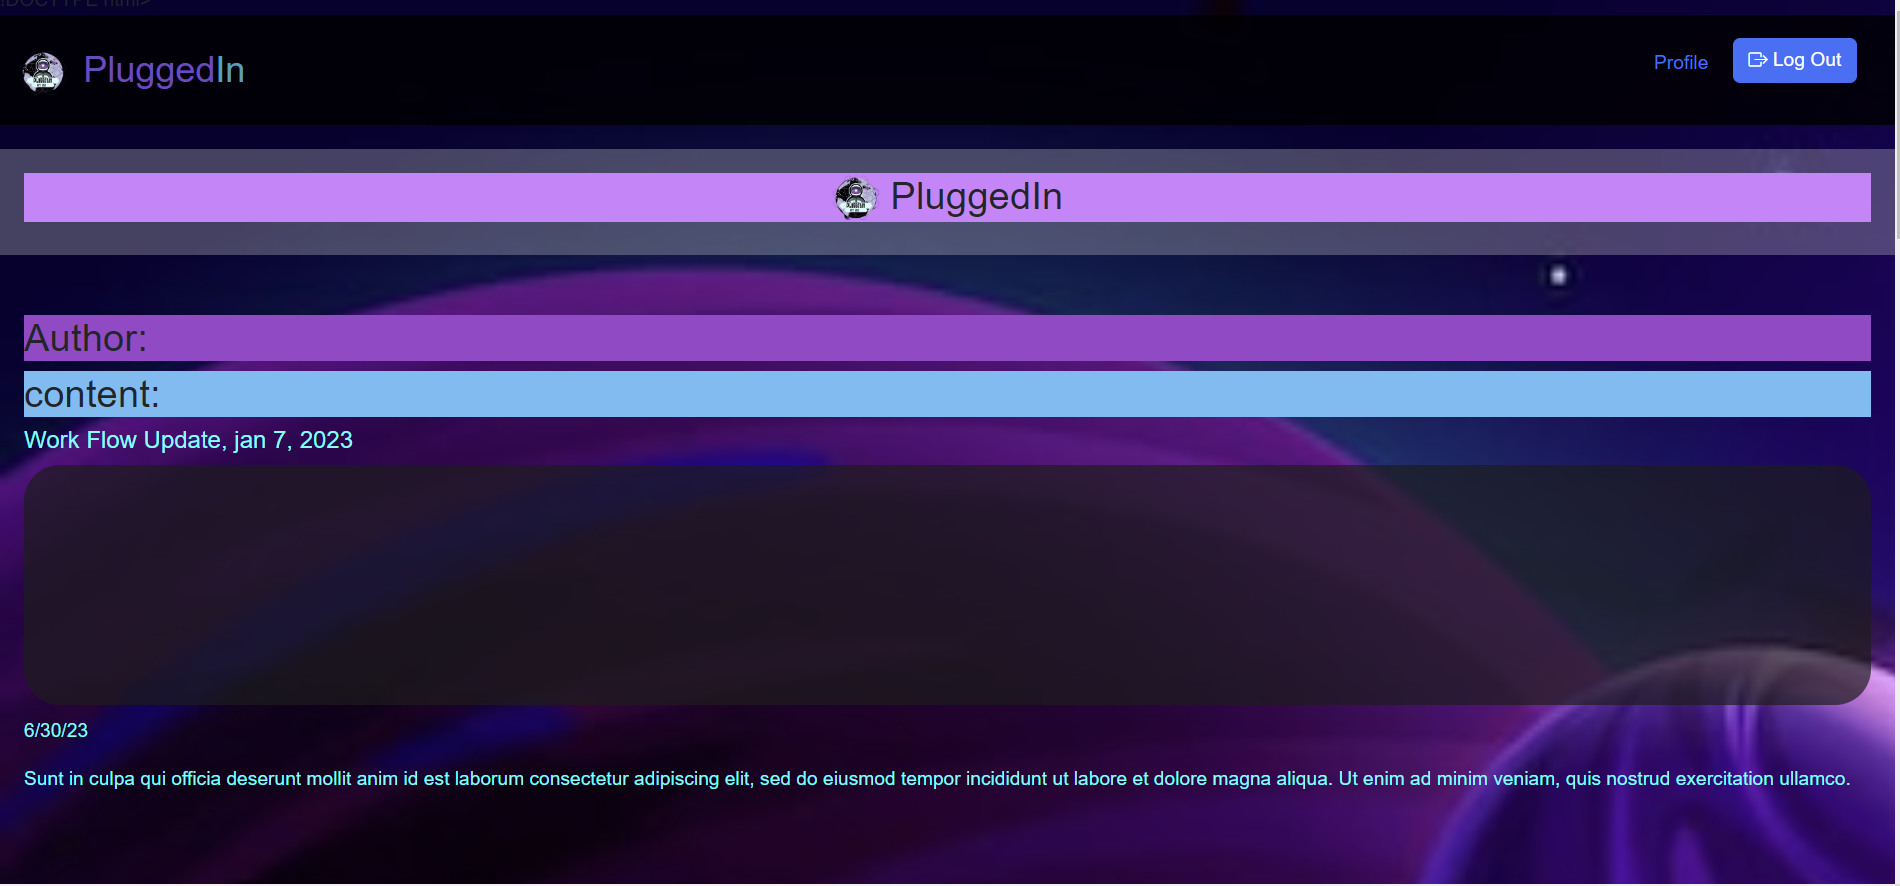 !DOCTYPE html>
PluggedIn
Profile
Log Out
PluggedIn
Author:
content:
Work Flow Update, jan 7, 2023
6/30/23
Sunt in culpa qui officia deserunt mollit anim id est laborum consectetur adipiscing elit, sed do eiusmod tempor incididunt ut labore et dolore magna aliqua. Ut enim ad minim veniam, quis nostrud exercitation ullamco.